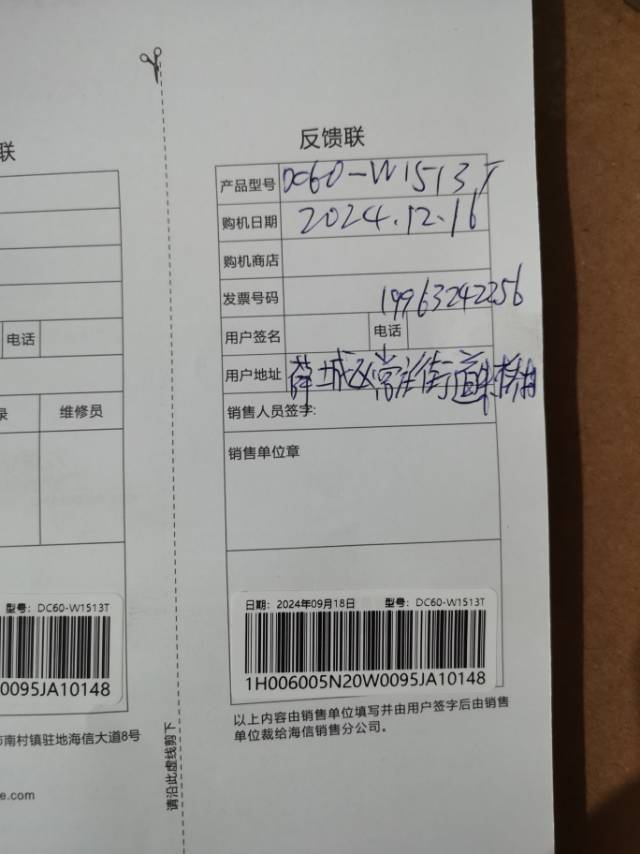 联
电话
录
维修员
型号: DC60-W1513T
0095JA10148
市南村镇驻地海信大道8号
e.com
请沿此虚线剪下
反馈联
产品型号 DC60-W1513T
购机日期 2024.12.16
购机商店
发票号码
19963242256
用户签名 电话
用户地址 薛城区常庄街道
销售人员签字:
销售单位章
日期: 2024年09月18日 型号: DC60-W1513T
1H006005N20W0095JA10148
以上内容由销售单位填写并由用户签字后由销售
单位裁给海信销售分公司。